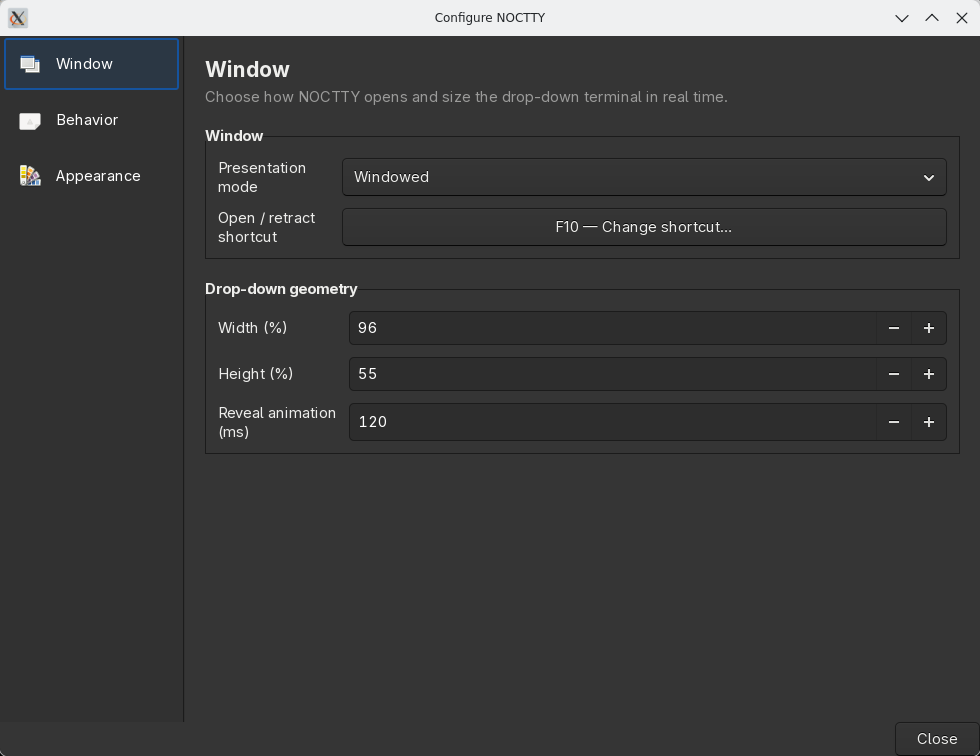 Configure NOCTTY
Window
Behavior
Appearance
Window
Choose how NOCTTY opens and size the drop-down terminal in real time.
Window
Presentation
mode
Windowed
Open / retract
shortcut
F10 — Change shortcut...
Drop-down geometry
Width (%)
96
Height (%)
55
Reveal animation
(ms)
120
Close